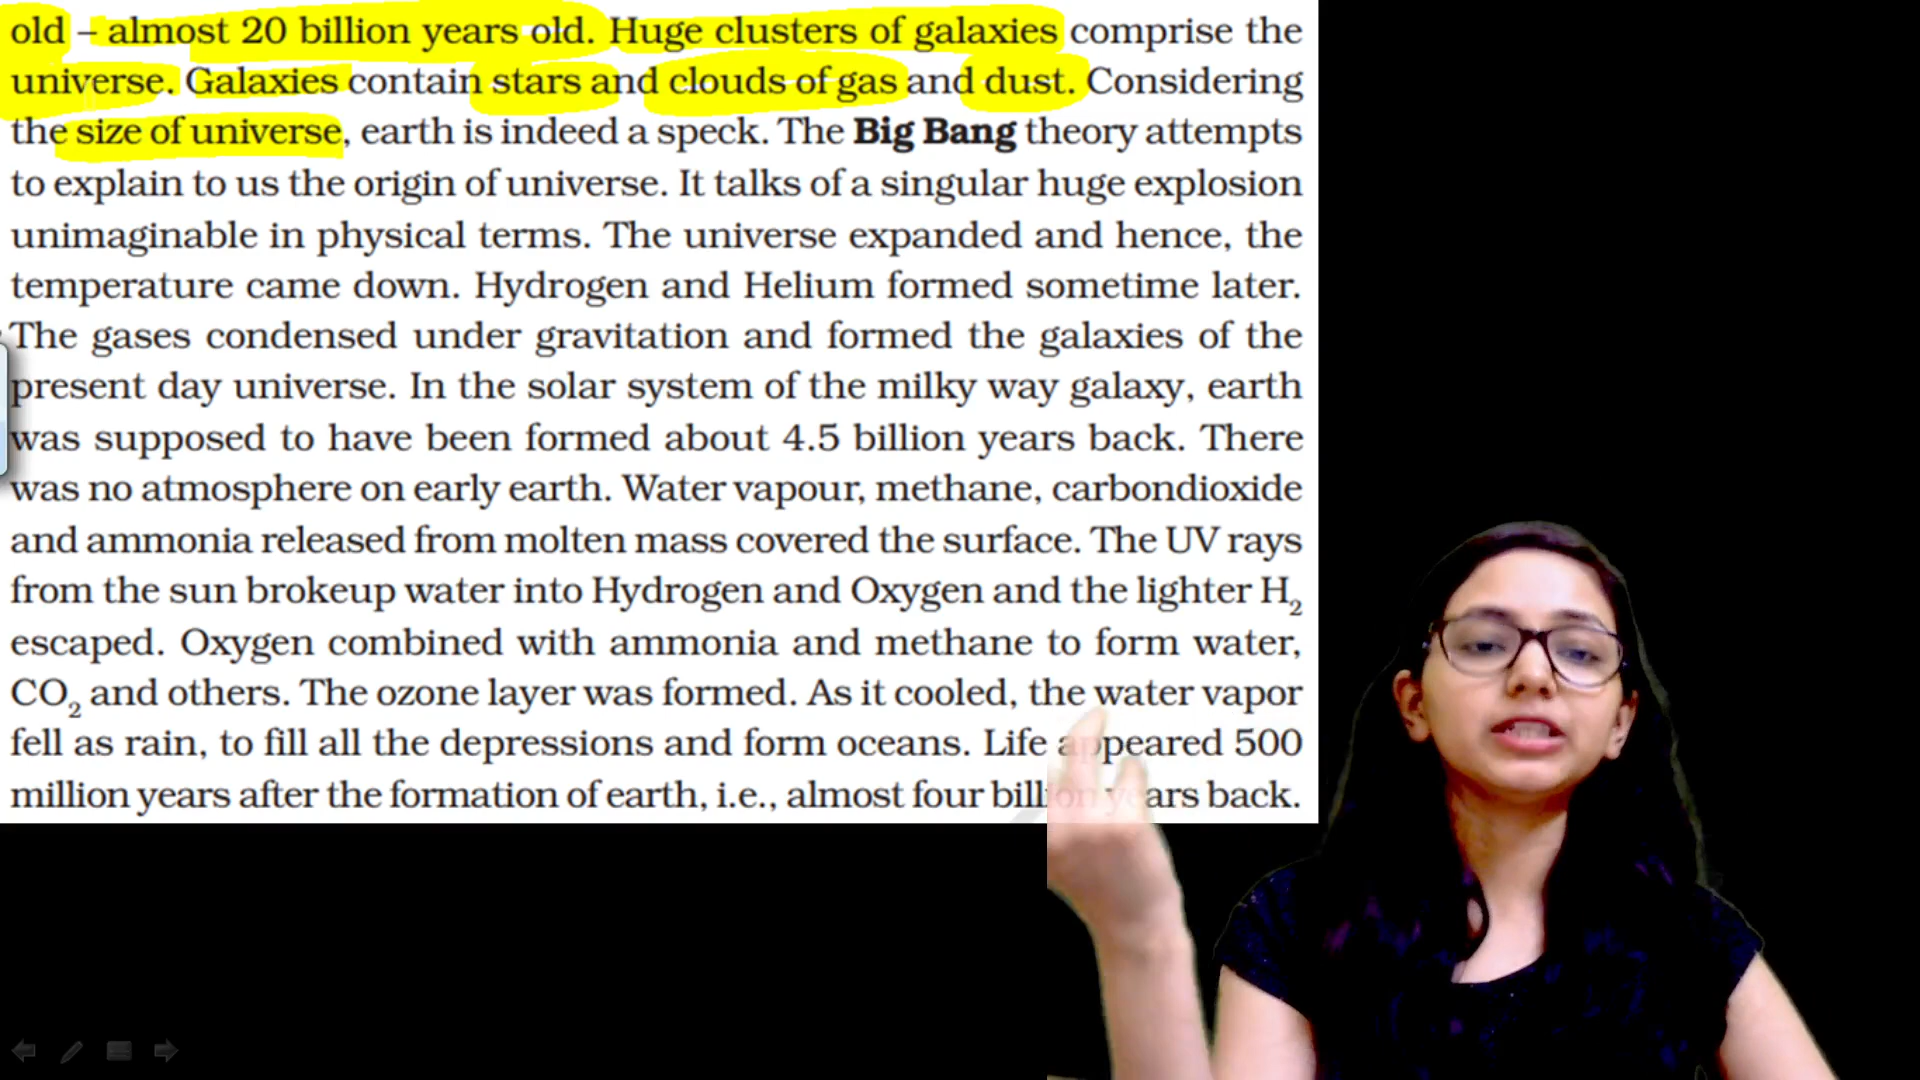 old – almost 20 billion years old. Huge clusters of galaxies comprise the
universe. Galaxies contain stars and clouds of gas and dust. Considering
the size of universe, earth is indeed a speck. The Big Bang theory attempts
to explain to us the origin of universe. It talks of a singular huge explosion
unimaginable in physical terms. The universe expanded and hence, the
temperature came down. Hydrogen and Helium formed sometime later.
The gases condensed under gravitation and formed the galaxies of the
present day universe. In the solar system of the milky way galaxy, earth
was supposed to have been formed about 4.5 billion years back. There
was no atmosphere on early earth. Water vapour, methane, carbondioxide
and ammonia released from molten mass covered the surface. The UV rays
from the sun brokeup water into Hydrogen and Oxygen and the lighter H₂
escaped. Oxygen combined with ammonia and methane to form water,
CO₂ and others. The ozone layer was formed. As it cooled, the water vapor
fell as rain, to fill all the depressions and form oceans. Life appeared 500
million years after the formation of earth, i.e., almost four billion years back.